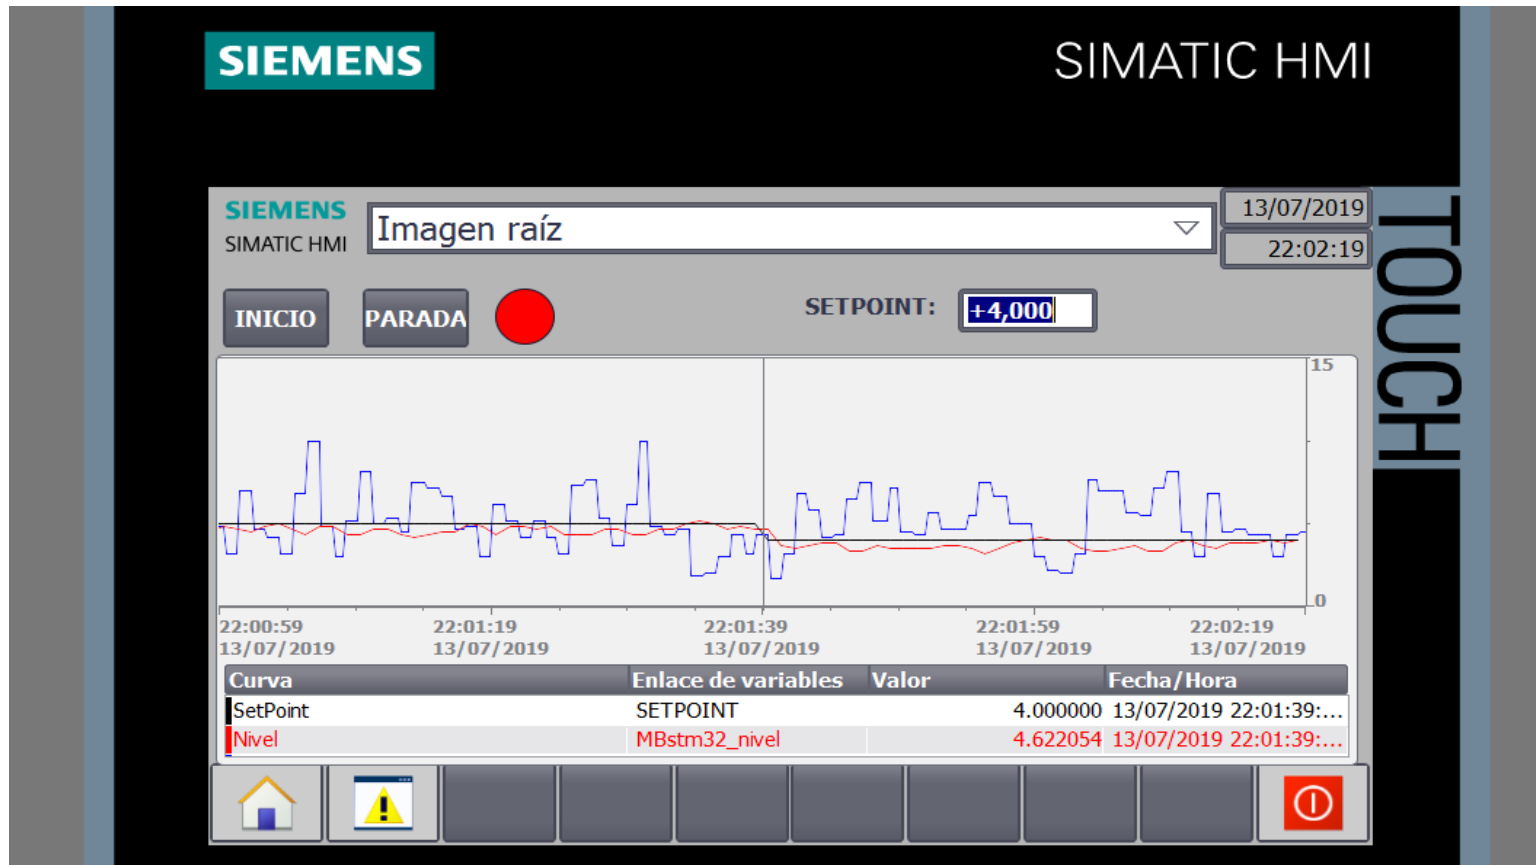 SIEMENS
SIMATIC HMI
TOUCH
SIEMENS
SIMATIC HMI
Imagen raíz
13/07/2019
22:02:19
INICIO
PARADA
SETPOINT:
+4,000
15
0
22:00:59 22:01:19 22:01:39 22:01:59 22:02:19
13/07/2019 13/07/2019 13/07/2019 13/07/2019 13/07/2019
Curva Enlace de variables Valor Fecha/Hora
SetPoint SETPOINT 4.000000 13/07/2019 22:01:39:...
Nivel MBstm32_nivel 4.622054 13/07/2019 22:01:39:...